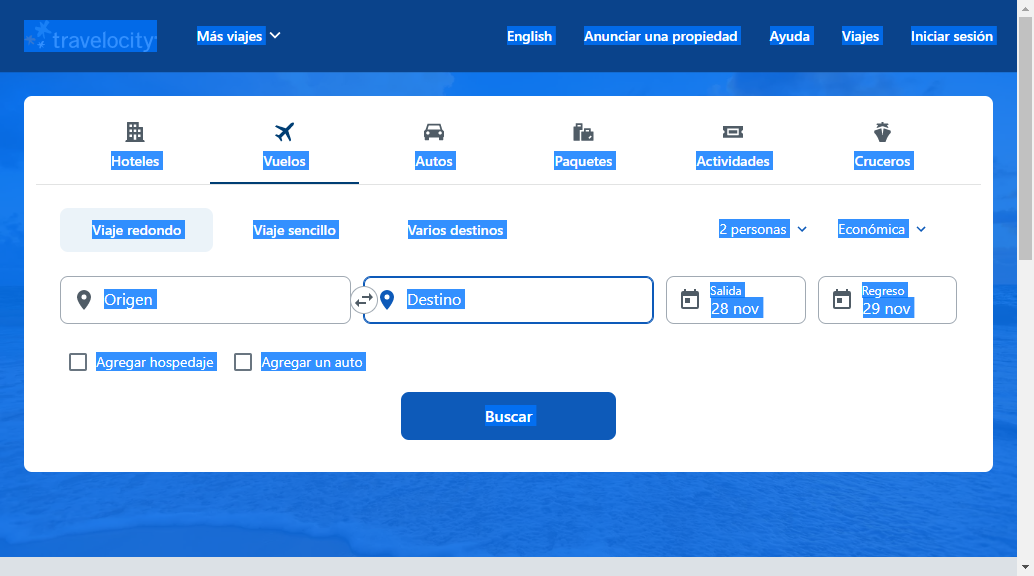 travelocity
Más viajes
English
Anunciar una propiedad
Ayuda
Viajes
Iniciar sesión
Hoteles
Vuelos
Autos
Paquetes
Actividades
Cruceros
Viaje redondo
Viaje sencillo
Varios destinos
2 personas
Económica
Origen
Destino
Salida
28 nov
Regreso
29 nov
Agregar hospedaje
Agregar un auto
Buscar